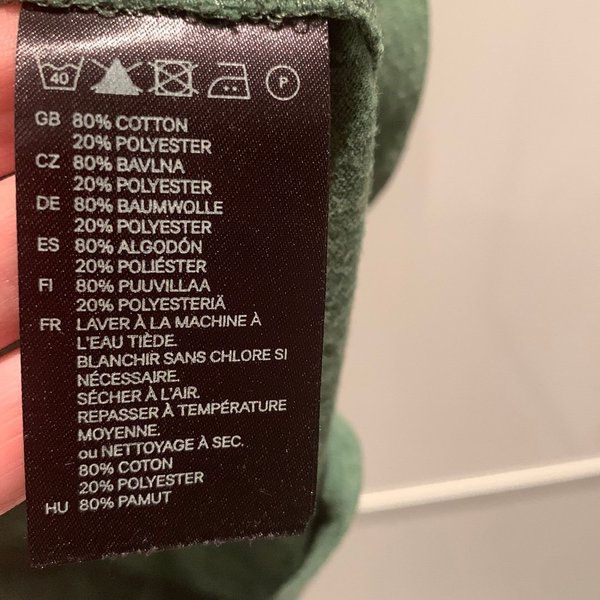 40
P
GB 80% COTTON
20% POLYESTER
CZ 80% BAVLNA
20% POLYESTER
DE 80% BAUMWOLLE
20% POLYESTER
ES 80% ALGODÓN
20% POLIÉSTER
FI 80% PUUVILLAA
20% POLYESTERIÄ
FR LAVER À LA MACHINE À
L'EAU TIÈDE.
BLANCHIR SANS CHLORE SI
NÉCESSAIRE.
SÉCHER À L'AIR.
REPASSER À TEMPÉRATURE
MOYENNE.
ou NETTOYAGE À SEC.
80% COTON
20% POLYESTER
HU 80% PAMUT